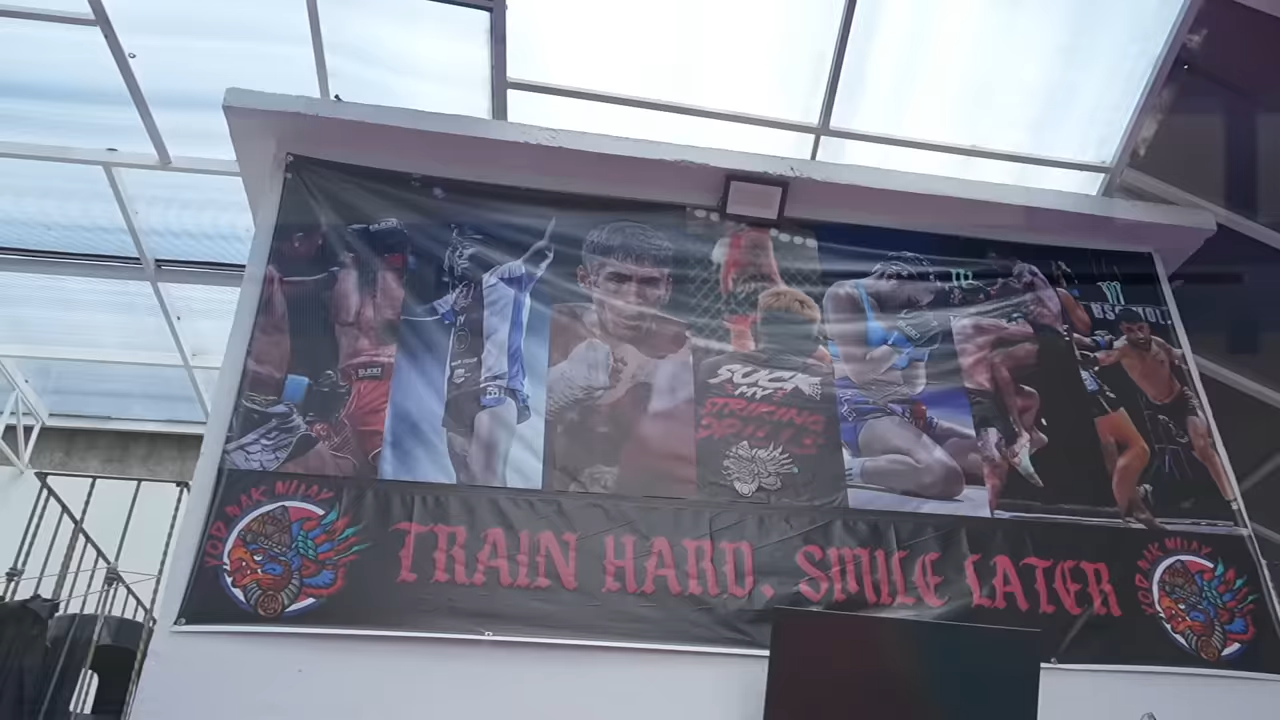 SUCK
MY
STRIKING
SKILLS
YOD NAK MUAY
TRAIN HARD, SMILE LATER
YOD NAK MUAY